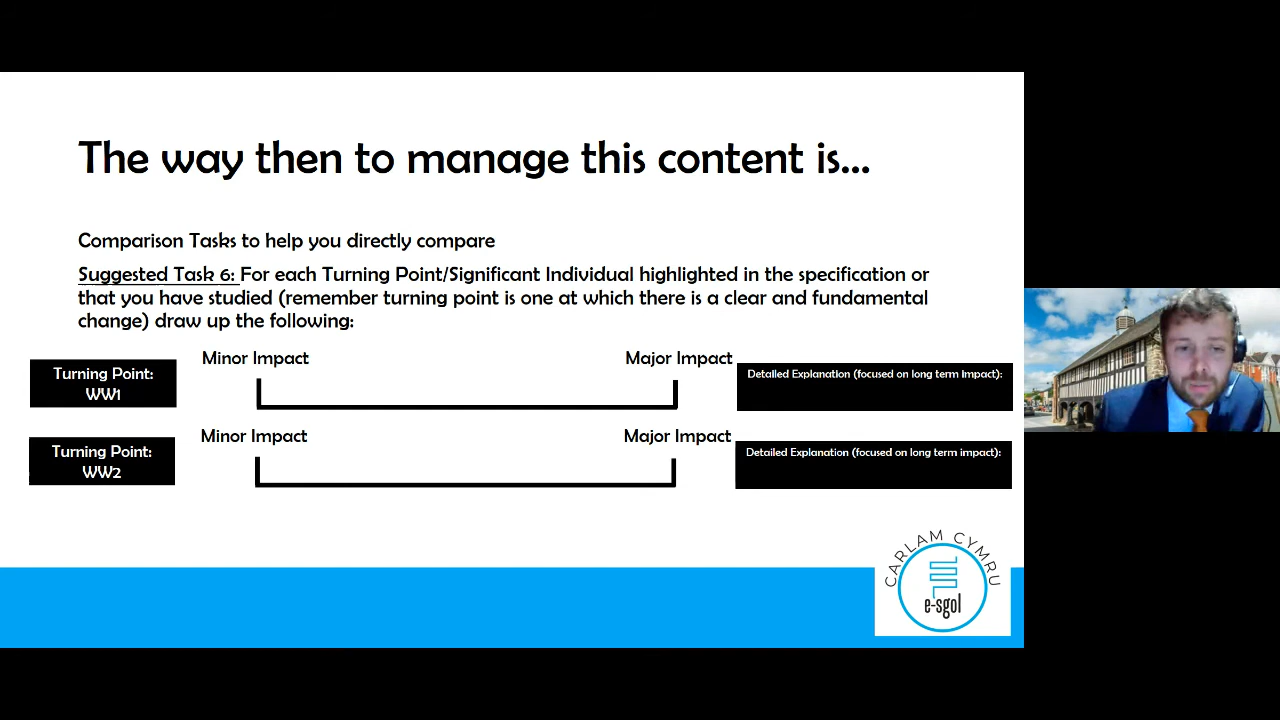 The way then to manage this content is...
Comparison Tasks to help you directly compare
Suggested Task 6: For each Turning Point/Significant Individual highlighted in the specification or
that you have studied (remember turning point is one at which there is a clear and fundamental
change) draw up the following:
Minor Impact
Major Impact
Turning Point:
WW1
Detailed Explanation (focused on long term impact):
Minor Impact
Major Impact
Turning Point:
WW2
Detailed Explanation (focused on long term impact):
CARLAM CYMRU
e-sgol